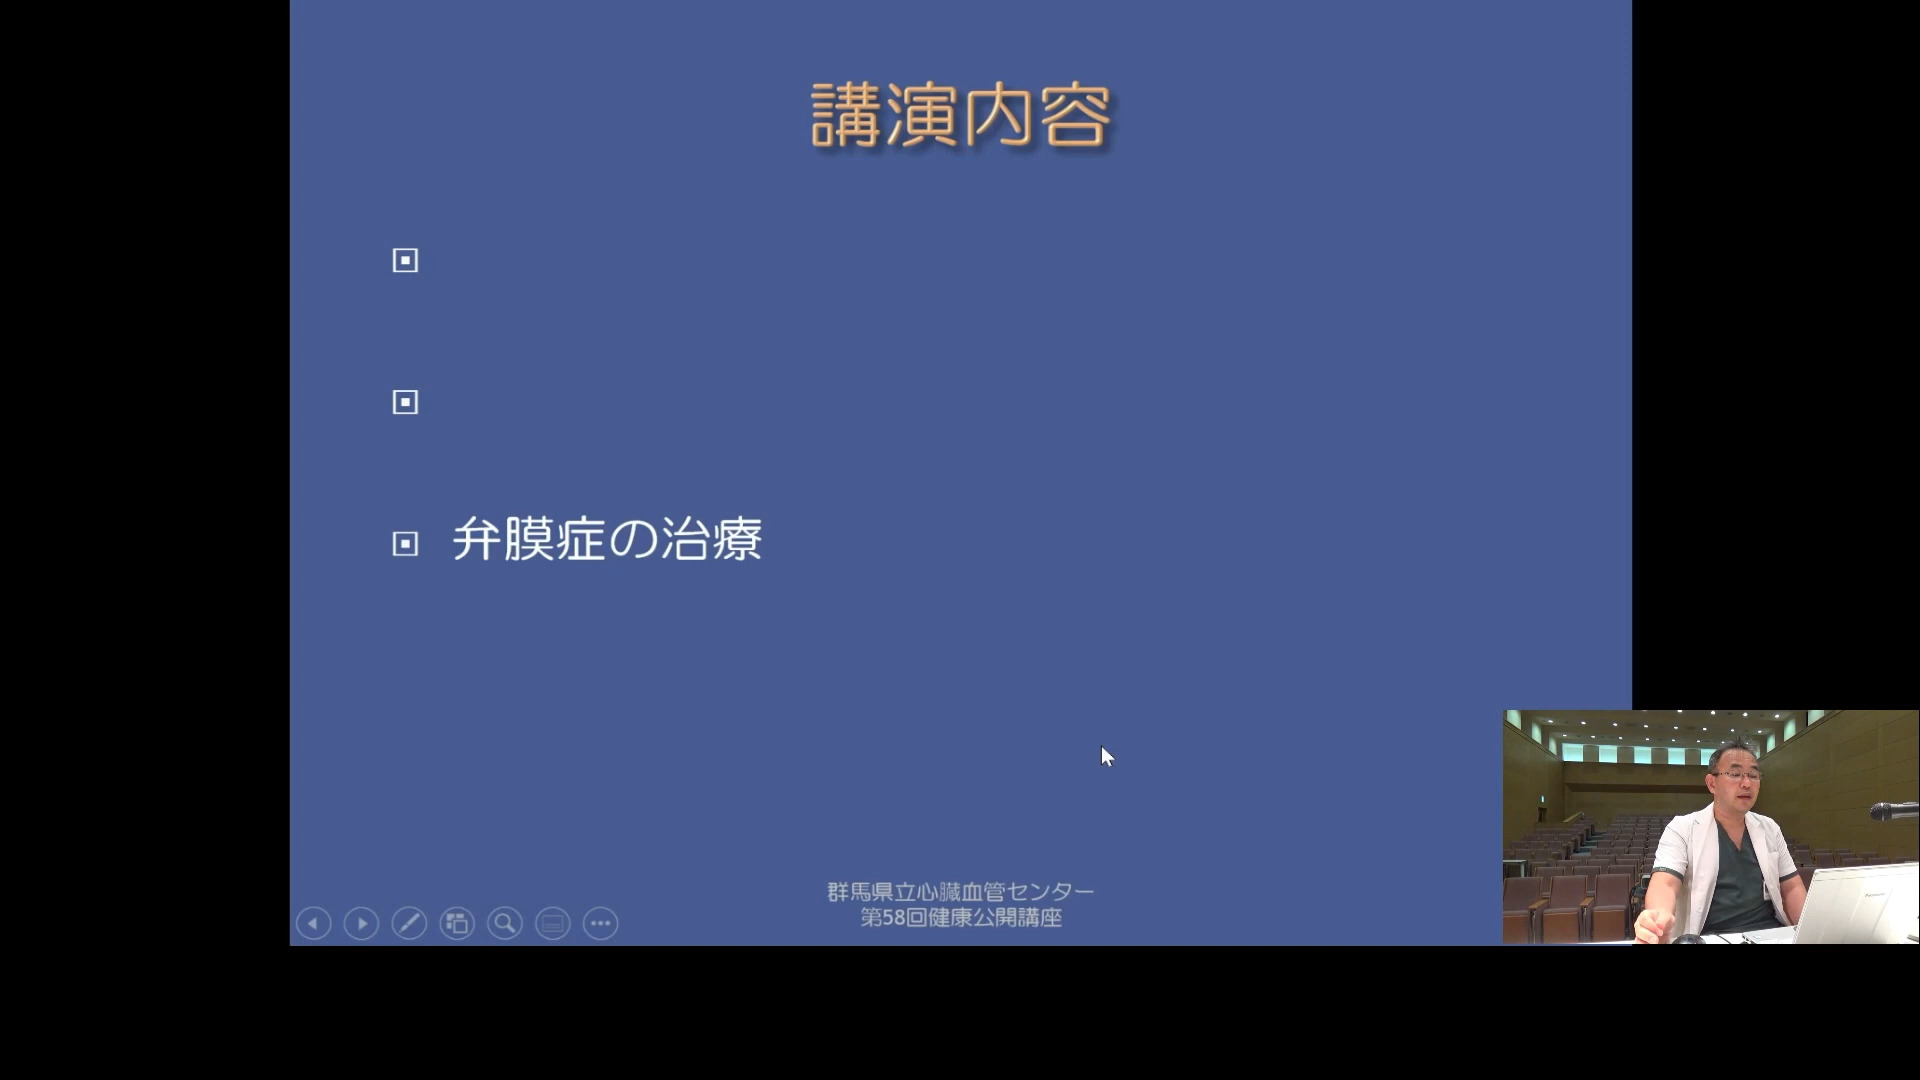 講演内容
弁膜症の治療
群馬県立心臓血管センター
第58回健康公開講座